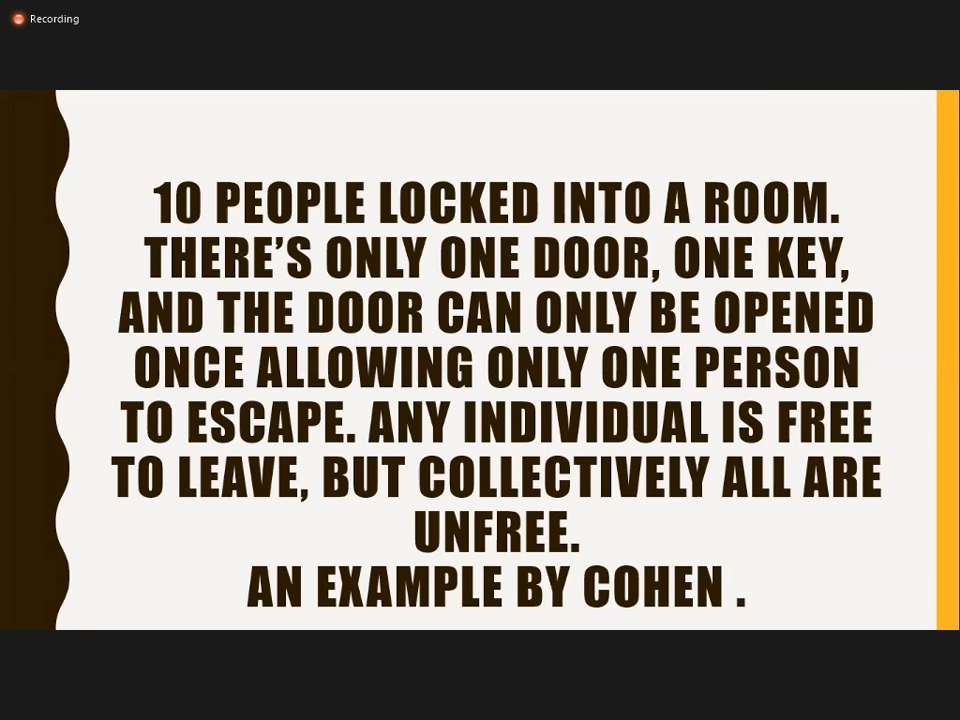 Recording
10 PEOPLE LOCKED INTO A ROOM.
THERE’S ONLY ONE DOOR, ONE KEY,
AND THE DOOR CAN ONLY BE OPENED
ONCE ALLOWING ONLY ONE PERSON
TO ESCAPE. ANY INDIVIDUAL IS FREE
TO LEAVE, BUT COLLECTIVELY ALL ARE
UNFREE.
AN EXAMPLE BY COHEN .